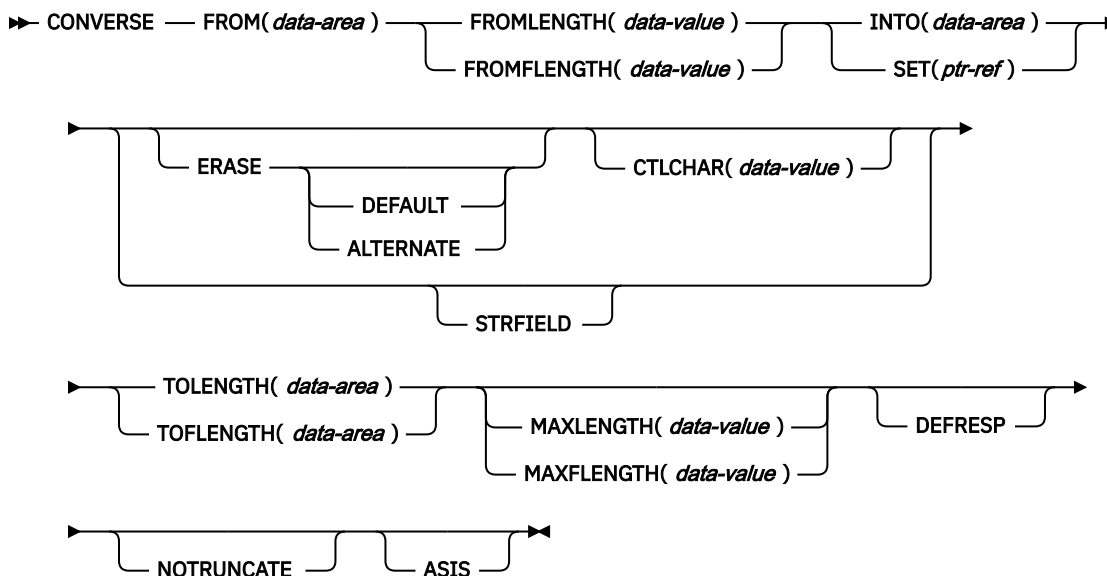 CONVERSE FROM( data-area ) FROMLENGTH( data-value ) INTO( data-area )
FROMFLENGTH( data-value ) SET( ptr-ref )
ERASE CTLCHAR( data-value )
DEFAULT
ALTERNATE
STRFIELD
TOLENGTH( data-area )
TOFLENGTH( data-area ) MAXLENGTH( data-value ) DEFRESP
MAXFLENGTH( data-value )
NOTRUNCATE ASIS